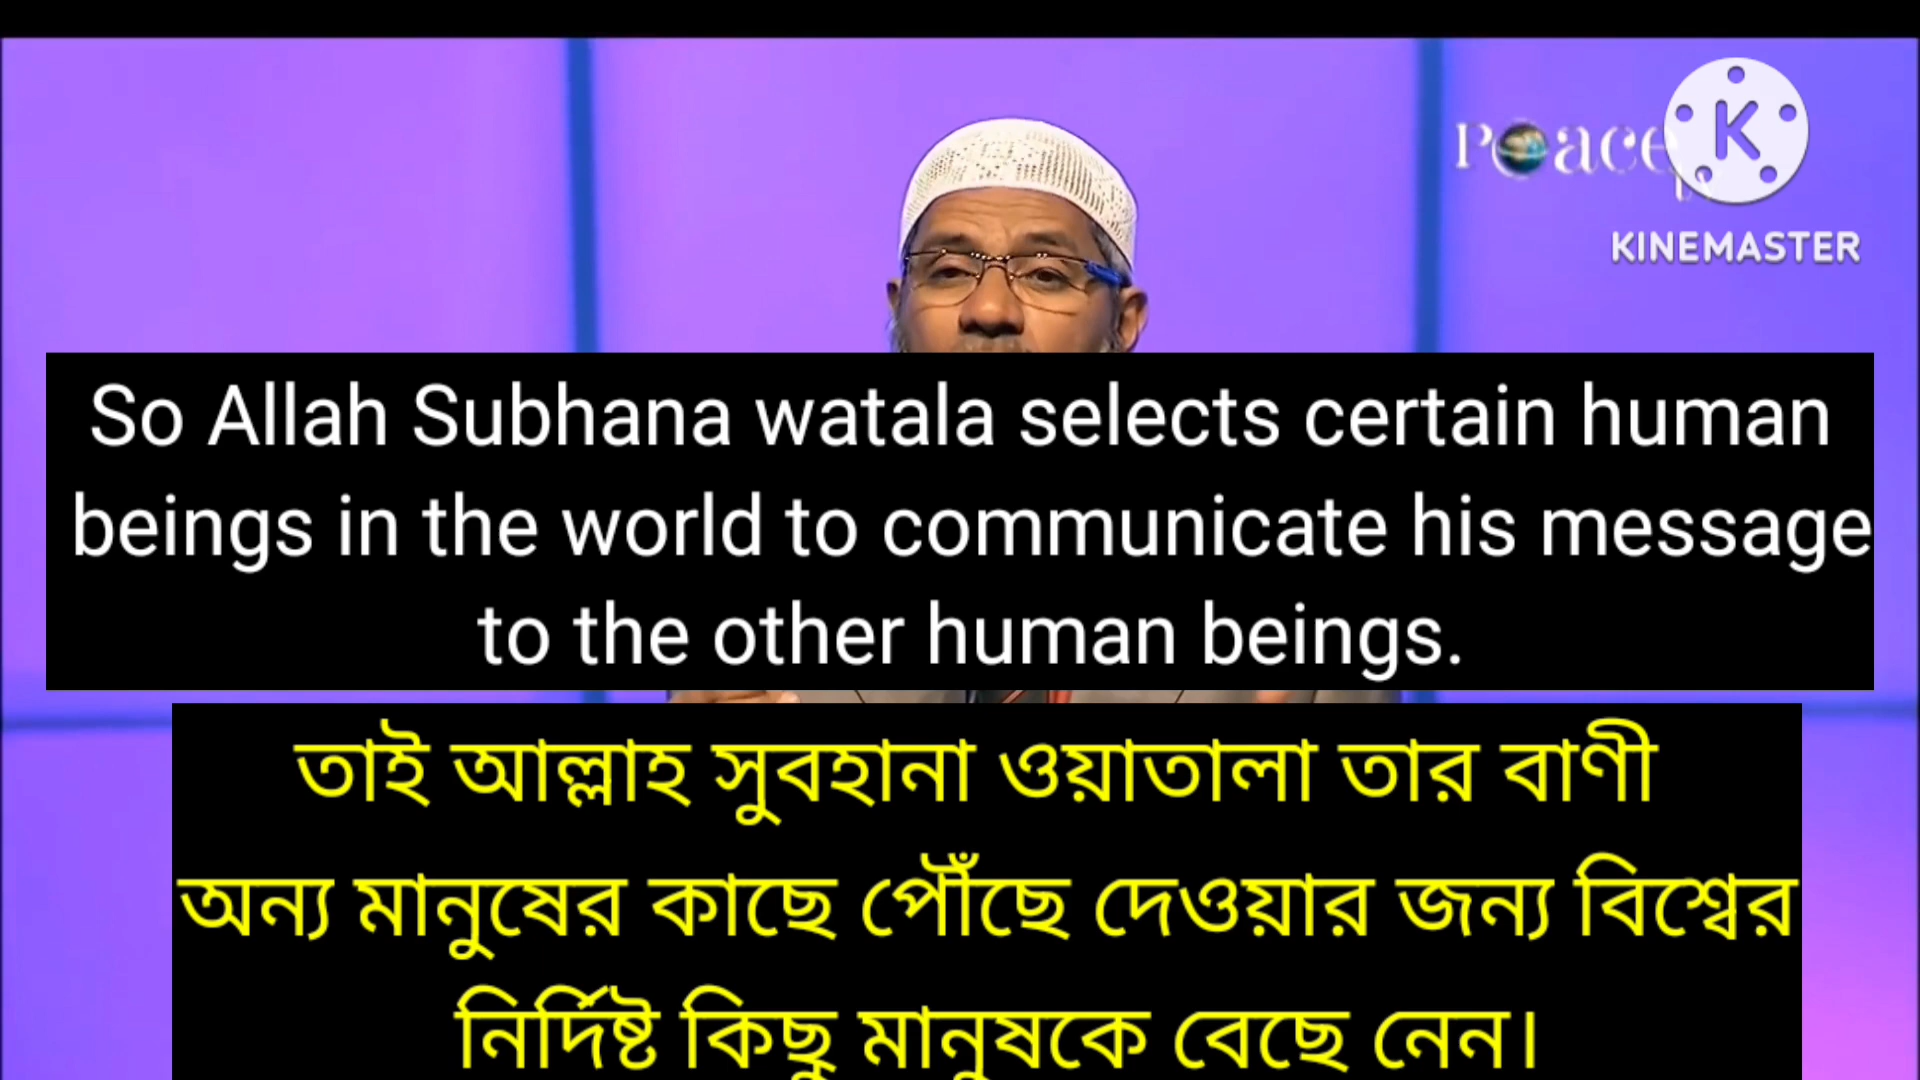 Peace
K
KINEMASTER
So Allah Subhana watala selects certain human
beings in the world to communicate his message
to the other human beings.
তাই আল্লাহ সুবহানা ওয়াতালা তার বাণী
অন্য মানুষের কাছে পৌঁছে দেওয়ার জন্য বিশ্বের
নির্দিষ্ট কিছু মানুষকে বেছে নেন।